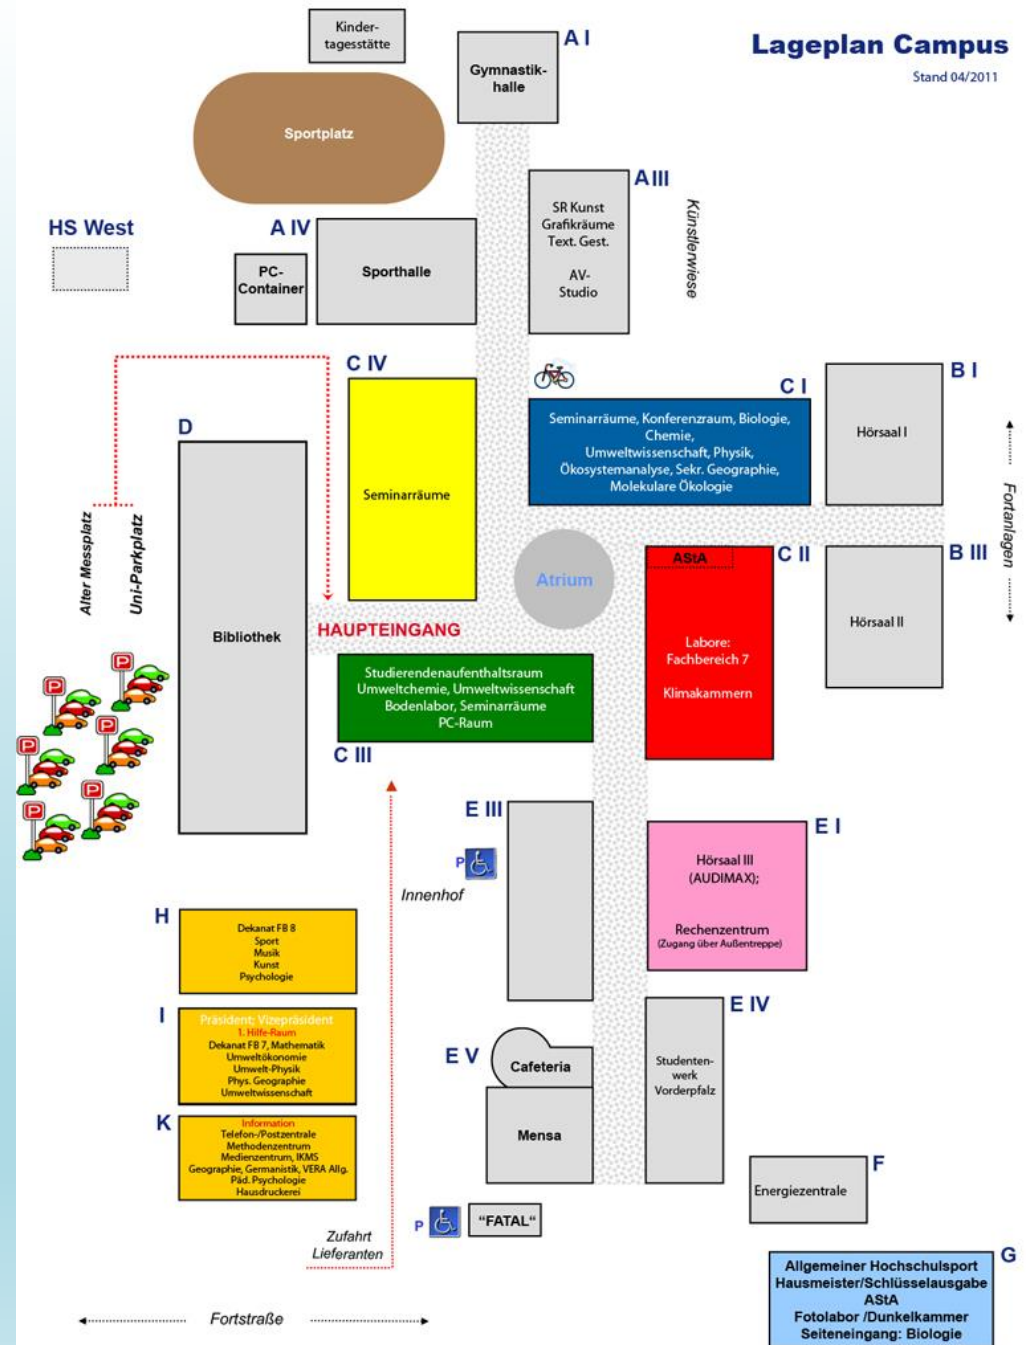 Lageplan Campus
Stand 04/2011
Kinder-
tagesstätte
A I
Gymnastik-
halle
Sportplatz
A III
SR Kunst
Grafikräume
Text. Gest.
AV-
Studio
Künstlerwiese
HS West
A IV
PC-
Container
Sporthalle
C IV
Seminarräume
C I
Seminarräume, Konferenzraum, Biologie,
Chemie,
Umweltwissenschaft, Physik,
Ökosystemanalyse, Sekr. Geographie,
Molekulare Ökologie
B I
Hörsaal I
Fortanlagen
D
Bibliothek
Alter Messplatz
Uni-Parkplatz
Atrium
HAUPTEINGANG
AStA
C II
Labore:
Fachbereich 7
Klimakammern
B III
Hörsaal II
Studierendenaufenthaltsraum
Umweltchemie, Umweltwissenschaft
Bodenlabor, Seminarräume
PC-Raum
C III
P
P
P
P
P
P
E III
P
Innenhof
E I
Hörsaal III
(AUDIMAX);
Rechenzentrum
(Zugang über Außentreppe)
H
Dekanat FB 8
Sport
Musik
Kunst
Psychologie
I
Präsident; Vizepräsident
1. Hilfe-Raum
Dekanat FB 7, Mathematik
Umweltökonomie
Umwelt-Physik
Phys. Geographie
Umweltwissenschaft
E IV
Studenten-
werk
Vorderpfalz
E V
Cafeteria
Mensa
K
Information
Telefon-/Postzentrale
Methodenzentrum
Medienzentrum, IKMS
Geographie, Germanistik, VERA Allg.
Päd. Psychologie
Hausdruckerei
F
Energiezentrale
P
"FATAL“
Zufahrt
Lieferanten
G
Allgemeiner Hochschulsport
Hausmeister/Schlüsselausgabe
AStA
Fotolabor /Dunkelkammer
Seiteneingang: Biologie
Fortstraße